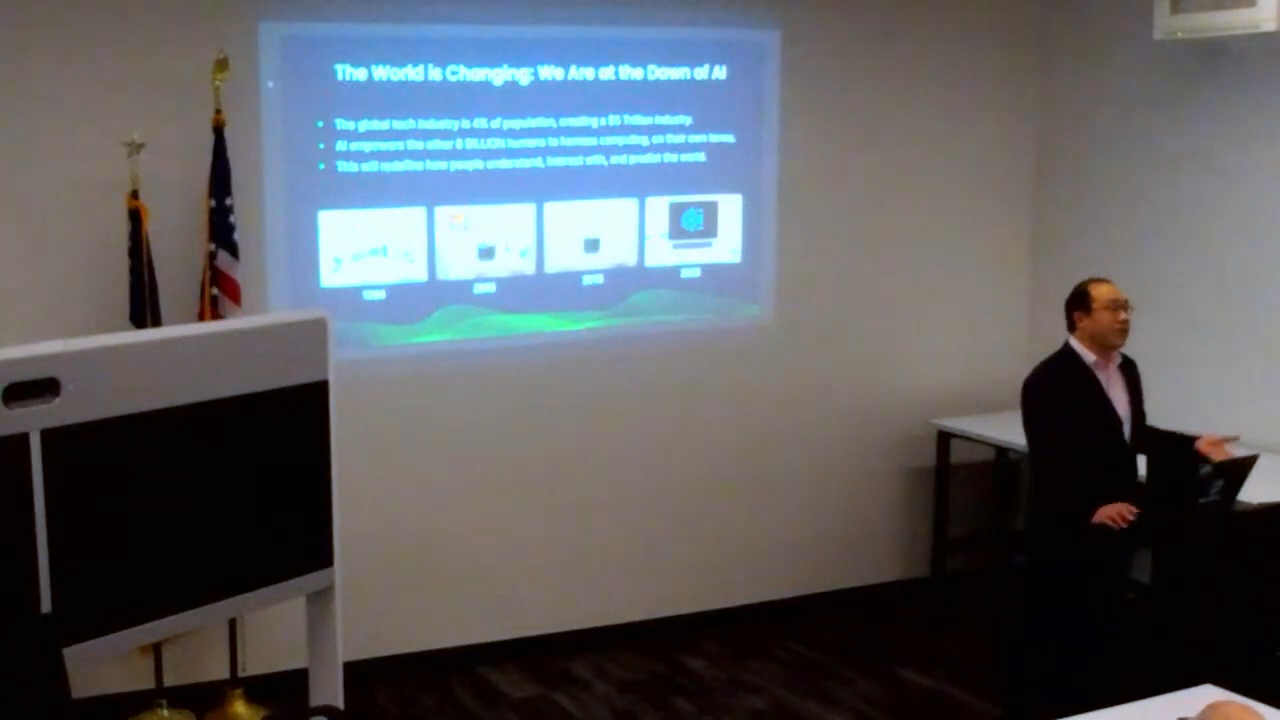 The World is Changing: We Are at the Dawn of AI
The global tech industry is 4% of population, creating a $5 Trillion industry.
AI empowers the other 8 BILLION humans to harness computing, on their own terms.
This will redefine how people understand, interact with, and predict the world.